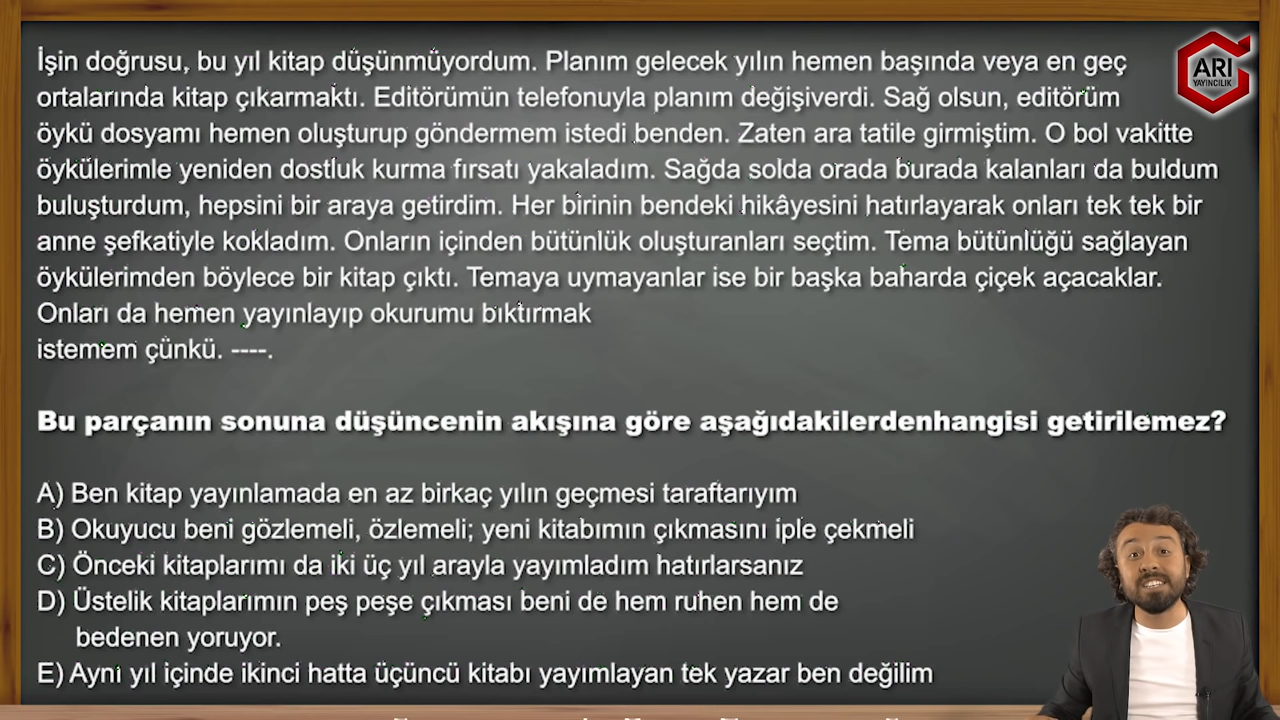 İşin doğrusu, bu yıl kitap düşünmüyordum. Planım gelecek yılın hemen başında veya en geç
ortalarında kitap çıkarmaktı. Editörümün telefonuyla planım değişiverdi. Sağ olsun, editörüm
öykü dosyamı hemen oluşturup göndermem istedi benden. Zaten ara tatile girmiştim. O bol vakitte
öykülerimle yeniden dostluk kurma fırsatı yakaladım. Sağda solda orada burada kalanları da buldum
buluşturdum, hepsini bir araya getirdim. Her birinin bendeki hikâyesini hatırlayarak onları tek tek bir
anne şefkatiyle kokladım. Onların içinden bütünlük oluşturanları seçtim. Tema bütünlüğü sağlayan
öykülerimden böylece bir kitap çıktı. Temaya uymayanlar ise bir başka baharda çiçek açacaklar.
Onları da hemen yayınlayıp okurumu bıktırmak
istemem çünkü. ----.
ARI
YAYINCILIK
Bu parçanın sonuna düşüncenin akışına göre aşağıdakilerdenhangisi getirilemez?
A) Ben kitap yayınlamada en az birkaç yılın geçmesi taraftarıyım
B) Okuyucu beni gözlemeli, özlemeli; yeni kitabımın çıkmasını iple çekmeli
C) Önceki kitaplarımı da iki üç yıl arayla yayımladım hatırlarsanız
D) Üstelik kitaplarımın peş peşe çıkması beni de hem ruhen hem de
bedenen yoruyor.
E) Aynı yıl içinde ikinci hatta üçüncü kitabı yayımlayan tek yazar ben değilim